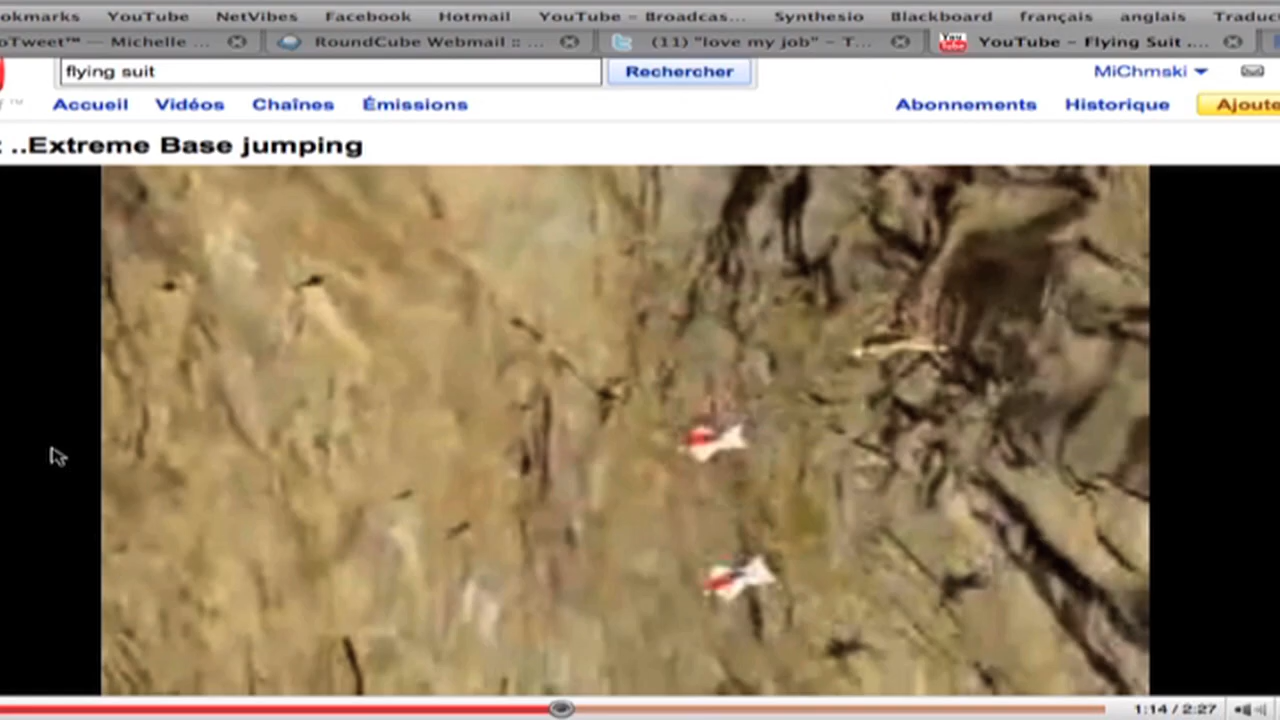 okmarks YouTube NetVibes Facebook Hotmail YouTube – Broadcas... Synthesio Blackboard français anglais Traduc
oTweet™ — Michelle ... RoundCube Webmail :: ... (11) "love my job" – T... You Tube YouTube – Flying Suit ....
flying suit Rechercher MiChmski
Accueil Vidéos Chaînes Émissions Abonnements Historique Ajoute
: ..Extreme Base jumping
1:14 / 2:27